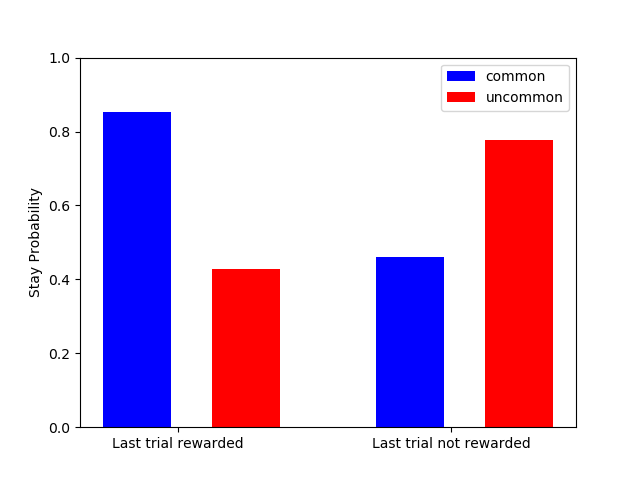 1.0
0.8
0.6
0.4
0.2
0.0
Stay Probability
common
uncommon
Last trial rewarded
Last trial not rewarded